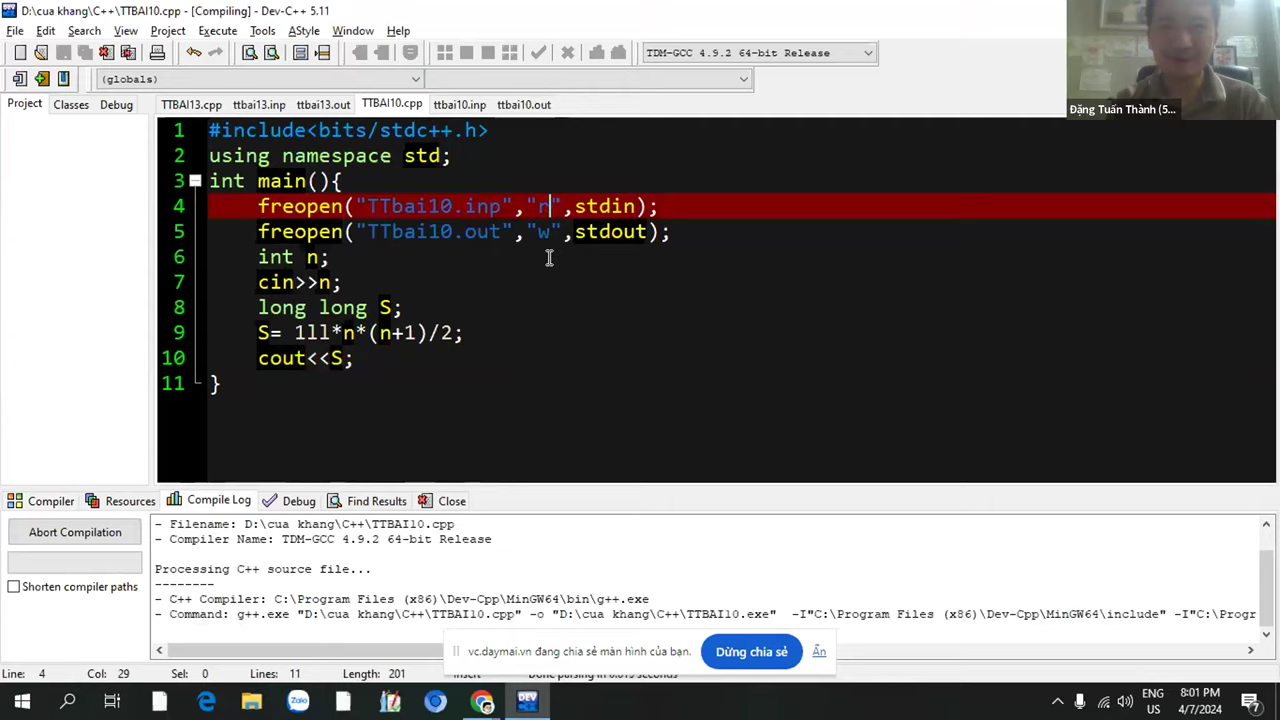 D:\cua khang\C++\TTBAI10.cpp - [Compiling] - Dev-C++ 5.11
File Edit Search View Project Execute Tools AStyle Window Help
TDM-GCC 4.9.2 64-bit Release
(globals)
Project Classes Debug
TTBAI13.cpp ttbai13.inp ttbai13.out TTBAI10.cpp ttbai10.inp ttbai10.out
Đặng Tuấn Thành (5...
1 #include<bits/stdc++.h>
2 using namespace std;
3 int main(){
4 freopen("TTbai10.inp","n",stdin);
5 freopen("TTbai10.out","w",stdout);
6 int n;
7 cin>>n;
8 long long S;
9 S= 1ll*n*(n+1)/2;
10 cout<<S;
11 }
Compiler Resources Compile Log Debug Find Results Close
Abort Compilation
Shorten compiler paths
- Filename: D:\cua khang\C++\TTBAI10.cpp
- Compiler Name: TDM-GCC 4.9.2 64-bit Release
Processing C++ source file...
--------
- C++ Compiler: C:\Program Files (x86)\Dev-Cpp\MinGW64\bin\g++.exe
- Command: g++.exe "D:\cua khang\C++\TTBAI10.cpp" -o "D:\cua khang\C++\TTBAI10.exe" -I"C:\Program Files (x86)\Dev-Cpp\MinGW64\include" -I"C:\Progr
vc.daymai.vn đang chia sẻ màn hình của bạn. Dừng chia sẻ Ẩn
Line: 4 Col: 29 Sel: 0 Lines: 11 Length: 201 Insert
Zalo
DEV
ENG
US
8:01 PM
4/7/2024
7